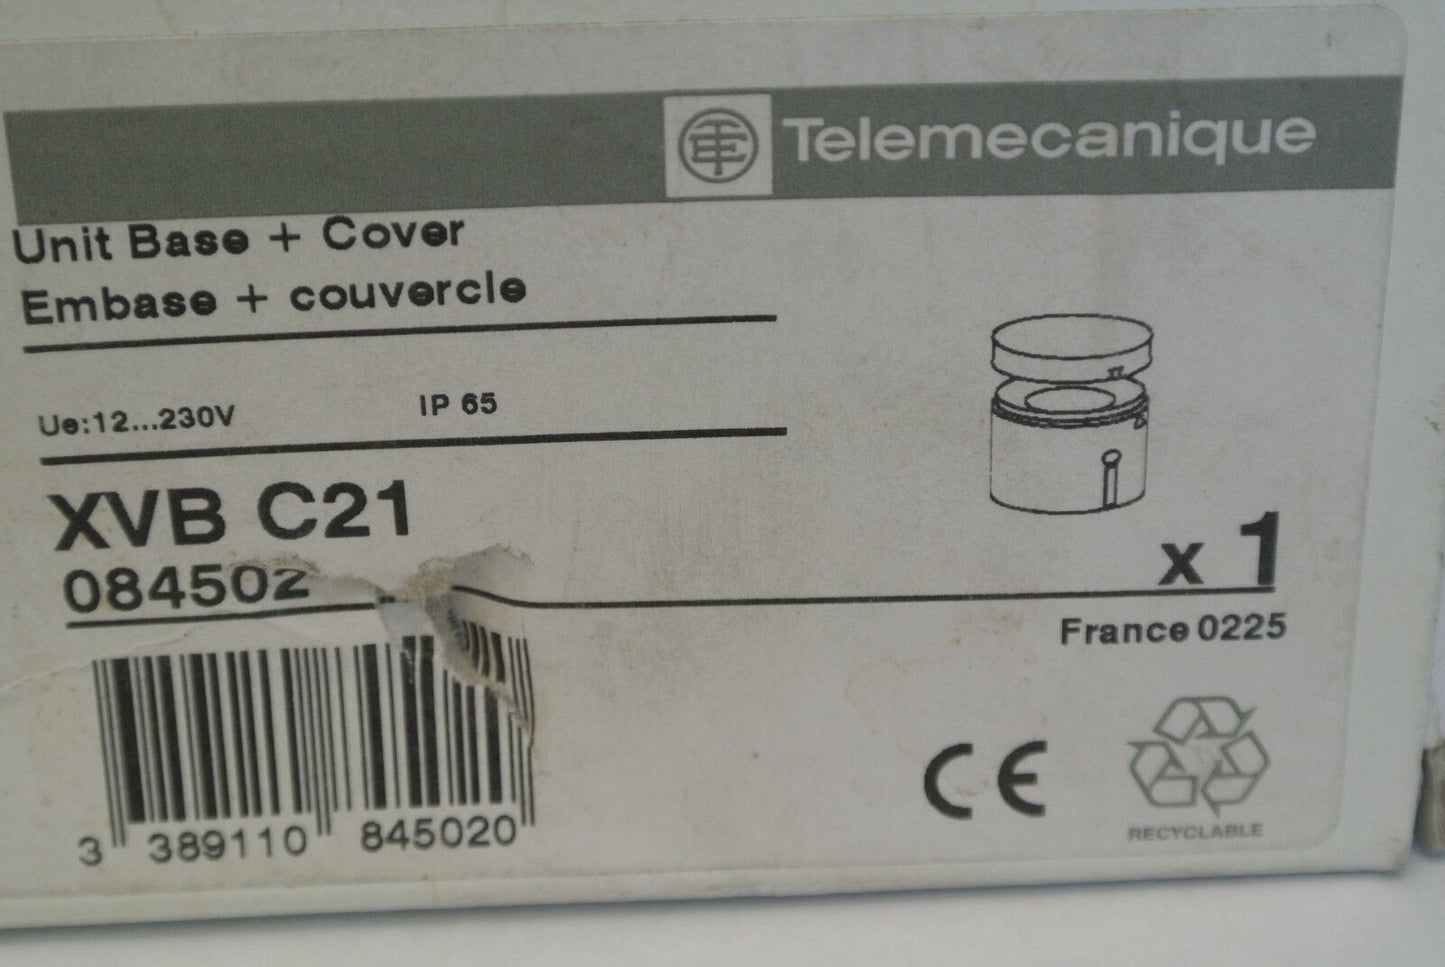 Telemecanique
Unit Base + Cover
Embase + couvercle
Ue:12...230V IP 65
XVB C21
084502
x 1
France 0225
3 389110 845020
CE
RECYCLABLE